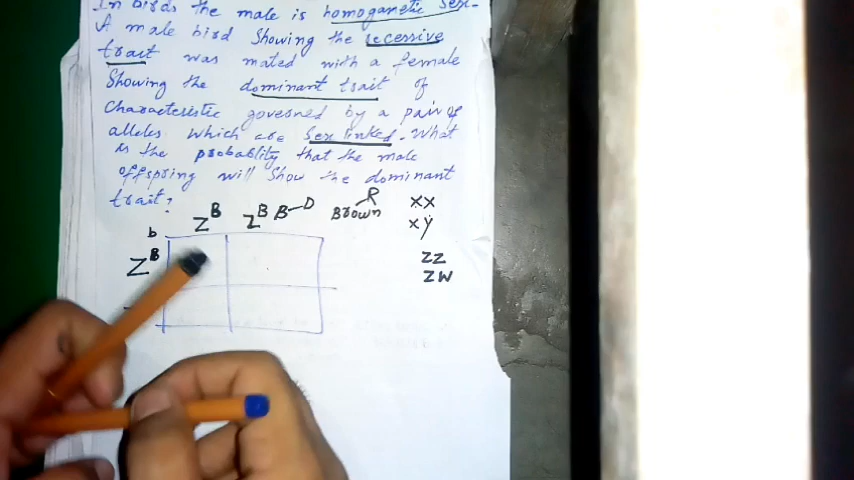 In birds the male is homogametic sex.
A male bird Showing the recessive
trait was mated with a female
Showing the dominant trait of
Characteristic governed by a pair of
alleles which are Sex linked. What
is the probablity that the male
offspring will Show the dominant
trait?
R
Z^B Z^B B—D Brown XX
b XY
Z^B ZZ
ZW